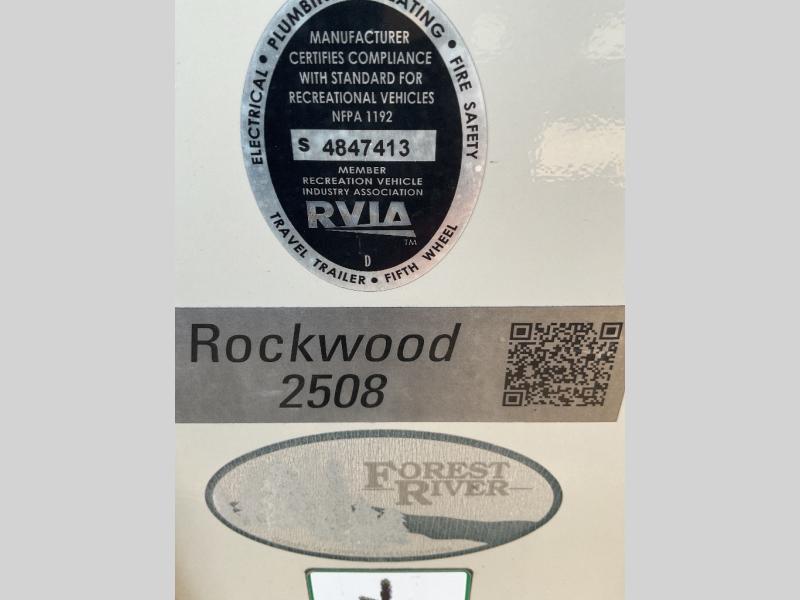 ELECTRICAL • PLUMBING
• FIRE SAFETY
MANUFACTURER
CERTIFIES COMPLIANCE
WITH STANDARD FOR
RECREATIONAL VEHICLES
NFPA 1192
S 4847413
MEMBER
RECREATION VEHICLE
INDUSTRY ASSOCIATION
RVIA
TM
D
TRAVEL TRAILER • FIFTH WHEEL
Rockwood
2508
FOREST
RIVER